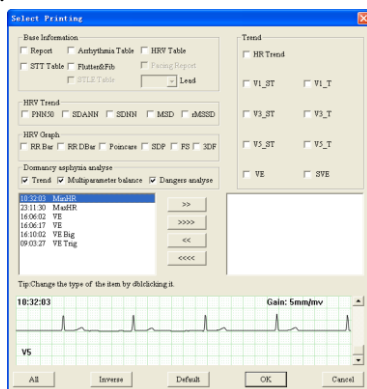 Select Printing
Base Information
Report Arrhythmia Table HRV Table
STT Table Flutter&Fib Pacing Report
STLR Table Lead
HRV Trend
PNN50 SDANN SDNN MSD rMSSD
HRV Graph
RR Bar RR DBar Poincare SDP FS 3DF
Dormancy asphyxia analyse
Trend Multiparameter balance Dangers analyse
Trend
HR Trend
V1_ST V1_T
V3_ST V3_T
V5_ST V5_T
VE SVE
10:32:03 MinHR
23:11:30 MaxHR
16:06:02 VE
16:06:17 VE
16:10:02 VE Big
09:03:27 VE Trig
>>
>>>>
<<
<<<<
Tip:Change the type of the item by dblclicking it.
10:32:03 Gain: 5mm/mv
V5
All Inverse Default OK Cancel